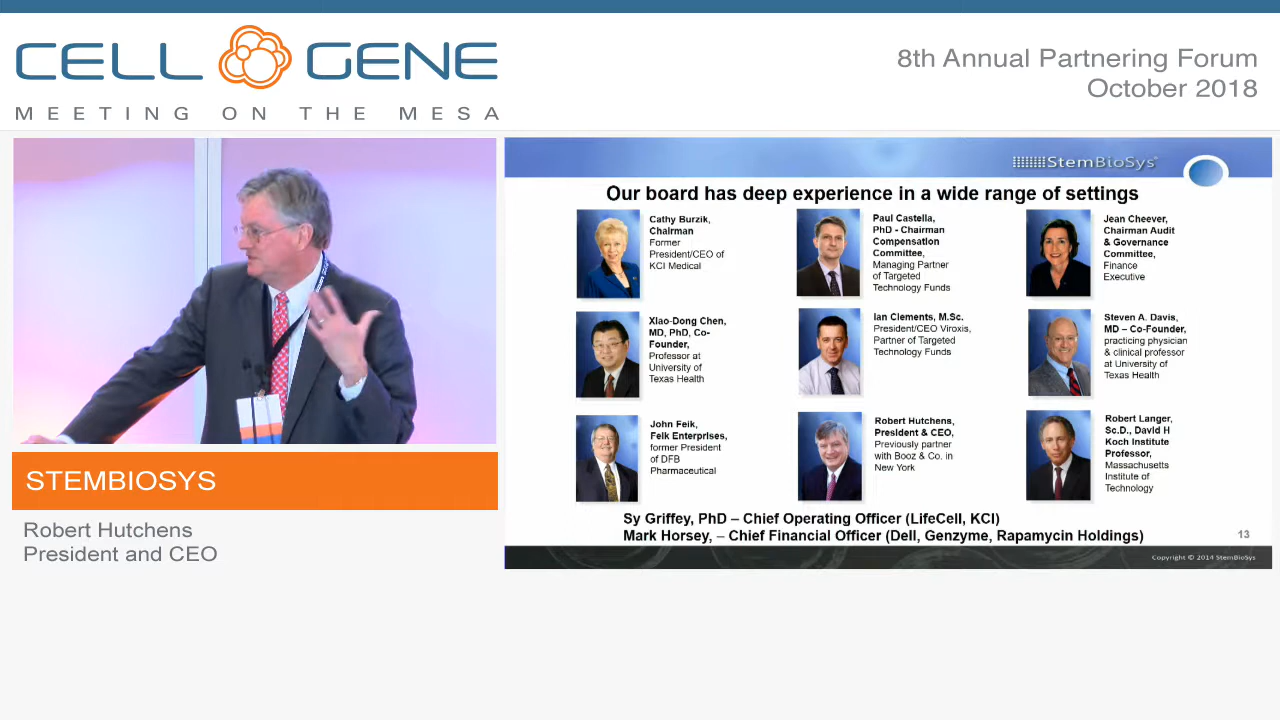 CELL GENE
MEETING ON THE MESA
8th Annual Partnering Forum
October 2018
StemBioSys
Our board has deep experience in a wide range of settings
Cathy Burzik,
Chairman
Former
President/CEO of
KCI Medical
Paul Castella,
PhD - Chairman
Compensation
Committee,
Managing Partner
of Targeted
Technology Funds
Jean Cheever,
Chairman Audit
& Governance
Committee,
Finance
Executive
Xiao-Dong Chen,
MD, PhD, Co-
Founder,
Professor at
University of
Texas Health
Ian Clements, M.Sc.
President/CEO Viroxis,
Partner of Targeted
Technology Funds
Steven A. Davis,
MD – Co-Founder,
practicing physician
& clinical professor
at University of
Texas Health
John Feik,
Feik Enterprises,
former President
of DFB
Pharmaceutical
Robert Hutchens,
President & CEO,
Previously partner
with Booz & Co. in
New York
Robert Langer,
Sc.D., David H
Koch Institute
Professor,
Massachusetts
Institute of
Technology
Sy Griffey, PhD – Chief Operating Officer (LifeCell, KCI)
Mark Horsey, – Chief Financial Officer (Dell, Genzyme, Rapamycin Holdings)
13
Copyright © 2014 StemBioSys
STEMBIOSYS
Robert Hutchens
President and CEO